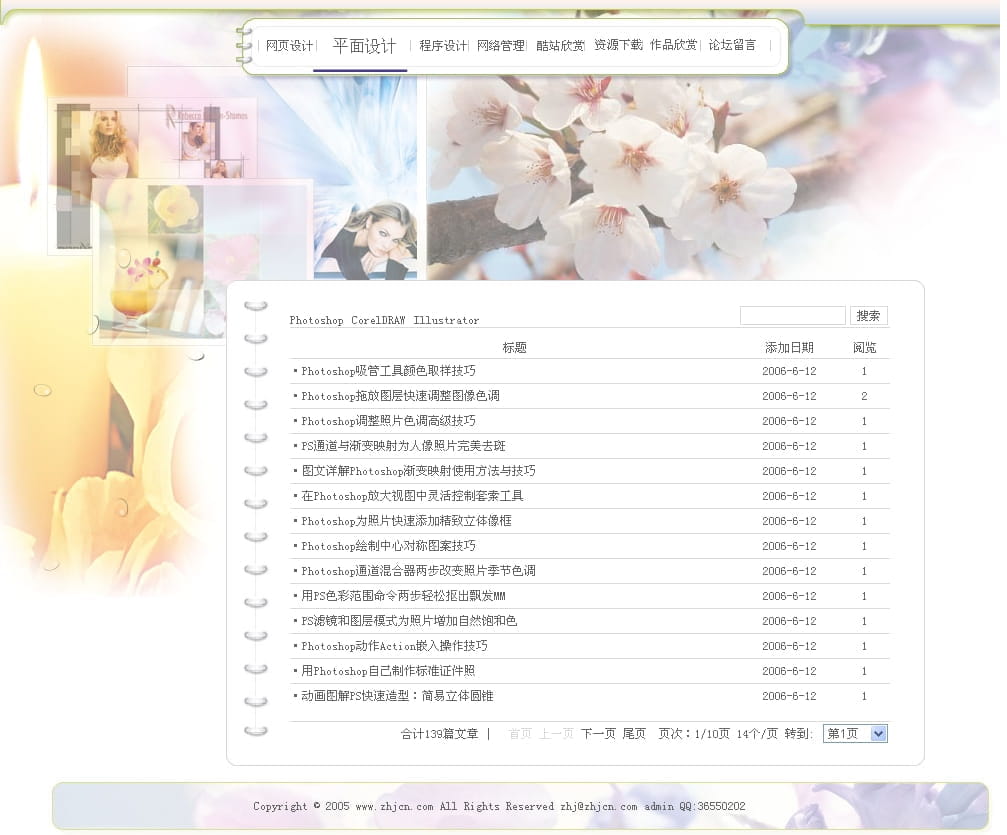 网页设计 | 平面设计 | 程序设计 | 网络管理 | 酷站欣赏 | 资源下载 | 作品欣赏 | 论坛留言 |
Photoshop CorelDRAW Illustrator 搜索
标题 添加日期 阅览
·Photoshop吸管工具颜色取样技巧 2006-6-12 1
·Photoshop拖放图层快速调整图像色调 2006-6-12 2
·Photoshop调整照片色调高级技巧 2006-6-12 1
·PS通道与渐变映射为人像照片完美去斑 2006-6-12 1
·图文详解Photoshop渐变映射使用方法与技巧 2006-6-12 1
·在Photoshop放大视图中灵活控制套索工具 2006-6-12 1
·Photoshop为照片快速添加精致立体像框 2006-6-12 1
·Photoshop绘制中心对称图案技巧 2006-6-12 1
·Photoshop通道混合器两步改变照片季节色调 2006-6-12 1
·用PS色彩范围命令两步轻松抠出飘发MM 2006-6-12 1
·PS滤镜和图层模式为照片增加自然饱和色 2006-6-12 1
·Photoshop动作Action嵌入操作技巧 2006-6-12 1
·用Photoshop自己制作标准证件照 2006-6-12 1
·动画图解PS快速造型：简易立体圆锥 2006-6-12 1
合计139篇文章 | 首页 上一页 下一页 尾页 页次：1/10页 14个/页 转到: 第1页
Copyright © 2005 www.zhjcn.com All Rights Reserved zhj@zhjcn.com admin QQ:36550202